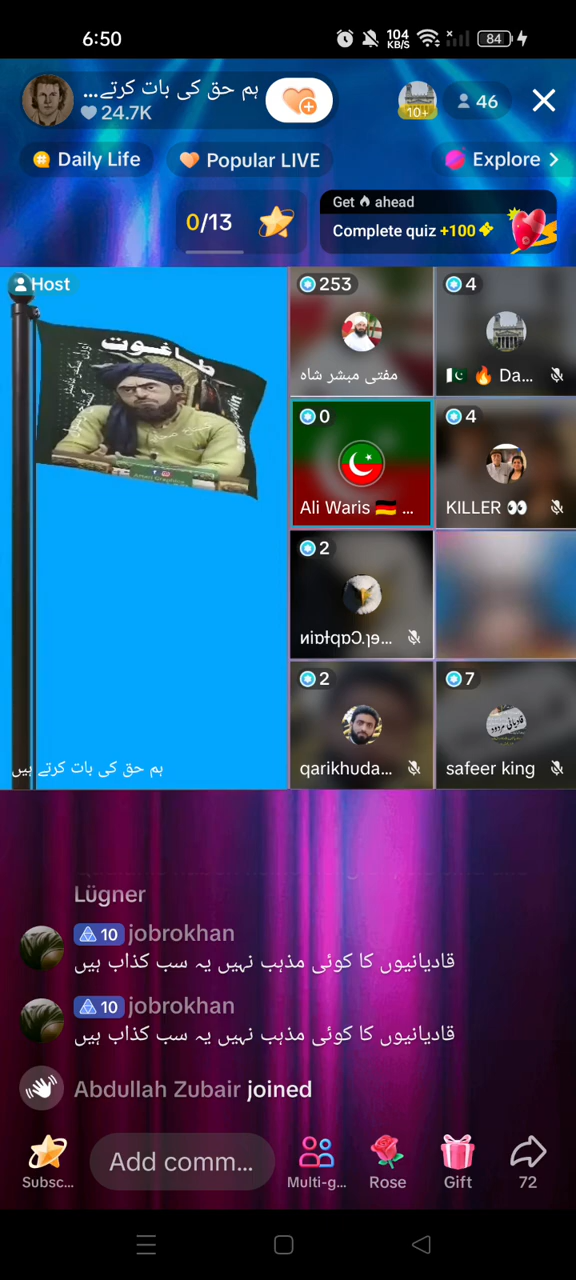 6:50
104
KB/S
84
ہم حق کی بات کرتے...
24.7K
10+
46
Daily Life
Popular LIVE
Explore
0/13
Get ahead
Complete quiz +100
Host
طاغوت
253
مفتی مبشر شاہ
4
🇵🇰 🔥 Da...
0
Ali Waris 🇩🇪 ...
4
KILLER 👀
2
2
qarikhuda...
7
قادیانی مردود
safeer king
ہم حق کی بات کرتے ہیں
Lügner
10 jobrokhan
قادیانیوں کا کوئی مذہب نہیں یہ سب کذاب ہیں
10 jobrokhan
قادیانیوں کا کوئی مذہب نہیں یہ سب کذاب ہیں
Abdullah Zubair joined
Add comm...
Subsc...
Multi-g...
Rose
Gift
72